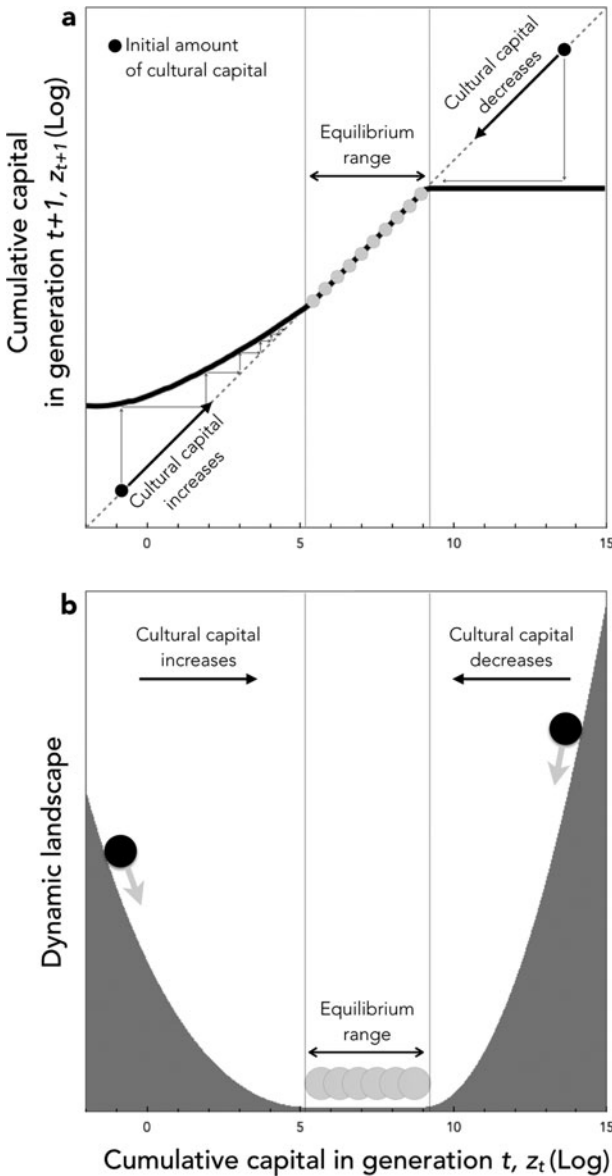 a
Initial amount
of cultural capital
Cultural capital
decreases
Equilibrium
range
Cumulative capital
in generation t+1, zt+1 (Log)
Cultural capital
increases
0 5 10 15
b
Cultural capital
increases
Cultural capital
decreases
Dynamic landscape
Equilibrium
range
0 5 10 15
Cumulative capital in generation t, zt (Log)